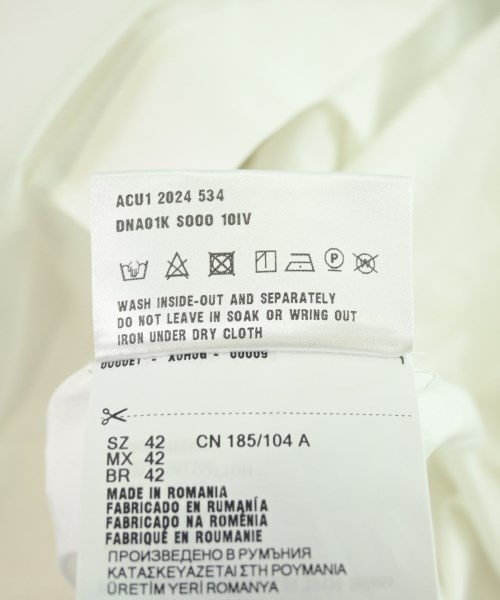 ACU1 2024 534
DNA01K S000 10IV
P
WASH INSIDE-OUT AND SEPARATELY
DO NOT LEAVE IN SOAK OR WRING OUT
IRON UNDER DRY CLOTH
SZ 42 CN 185/104 A
MX 42
BR 42
MADE IN ROMANIA
FABRICADO EN RUMANÍA
FABRICADO NA ROMÉNIA
FABRIQUÉ EN ROUMANIE
ПРОИЗВЕДЕНО В РУМЪНИЯ
ΚΑΤΑΣΚΕΥΑΖΕΤΑΙ ΣΤΗ ΡΟΥΜΑΝΙΑ
ÜRETİM YERİ ROMANYA